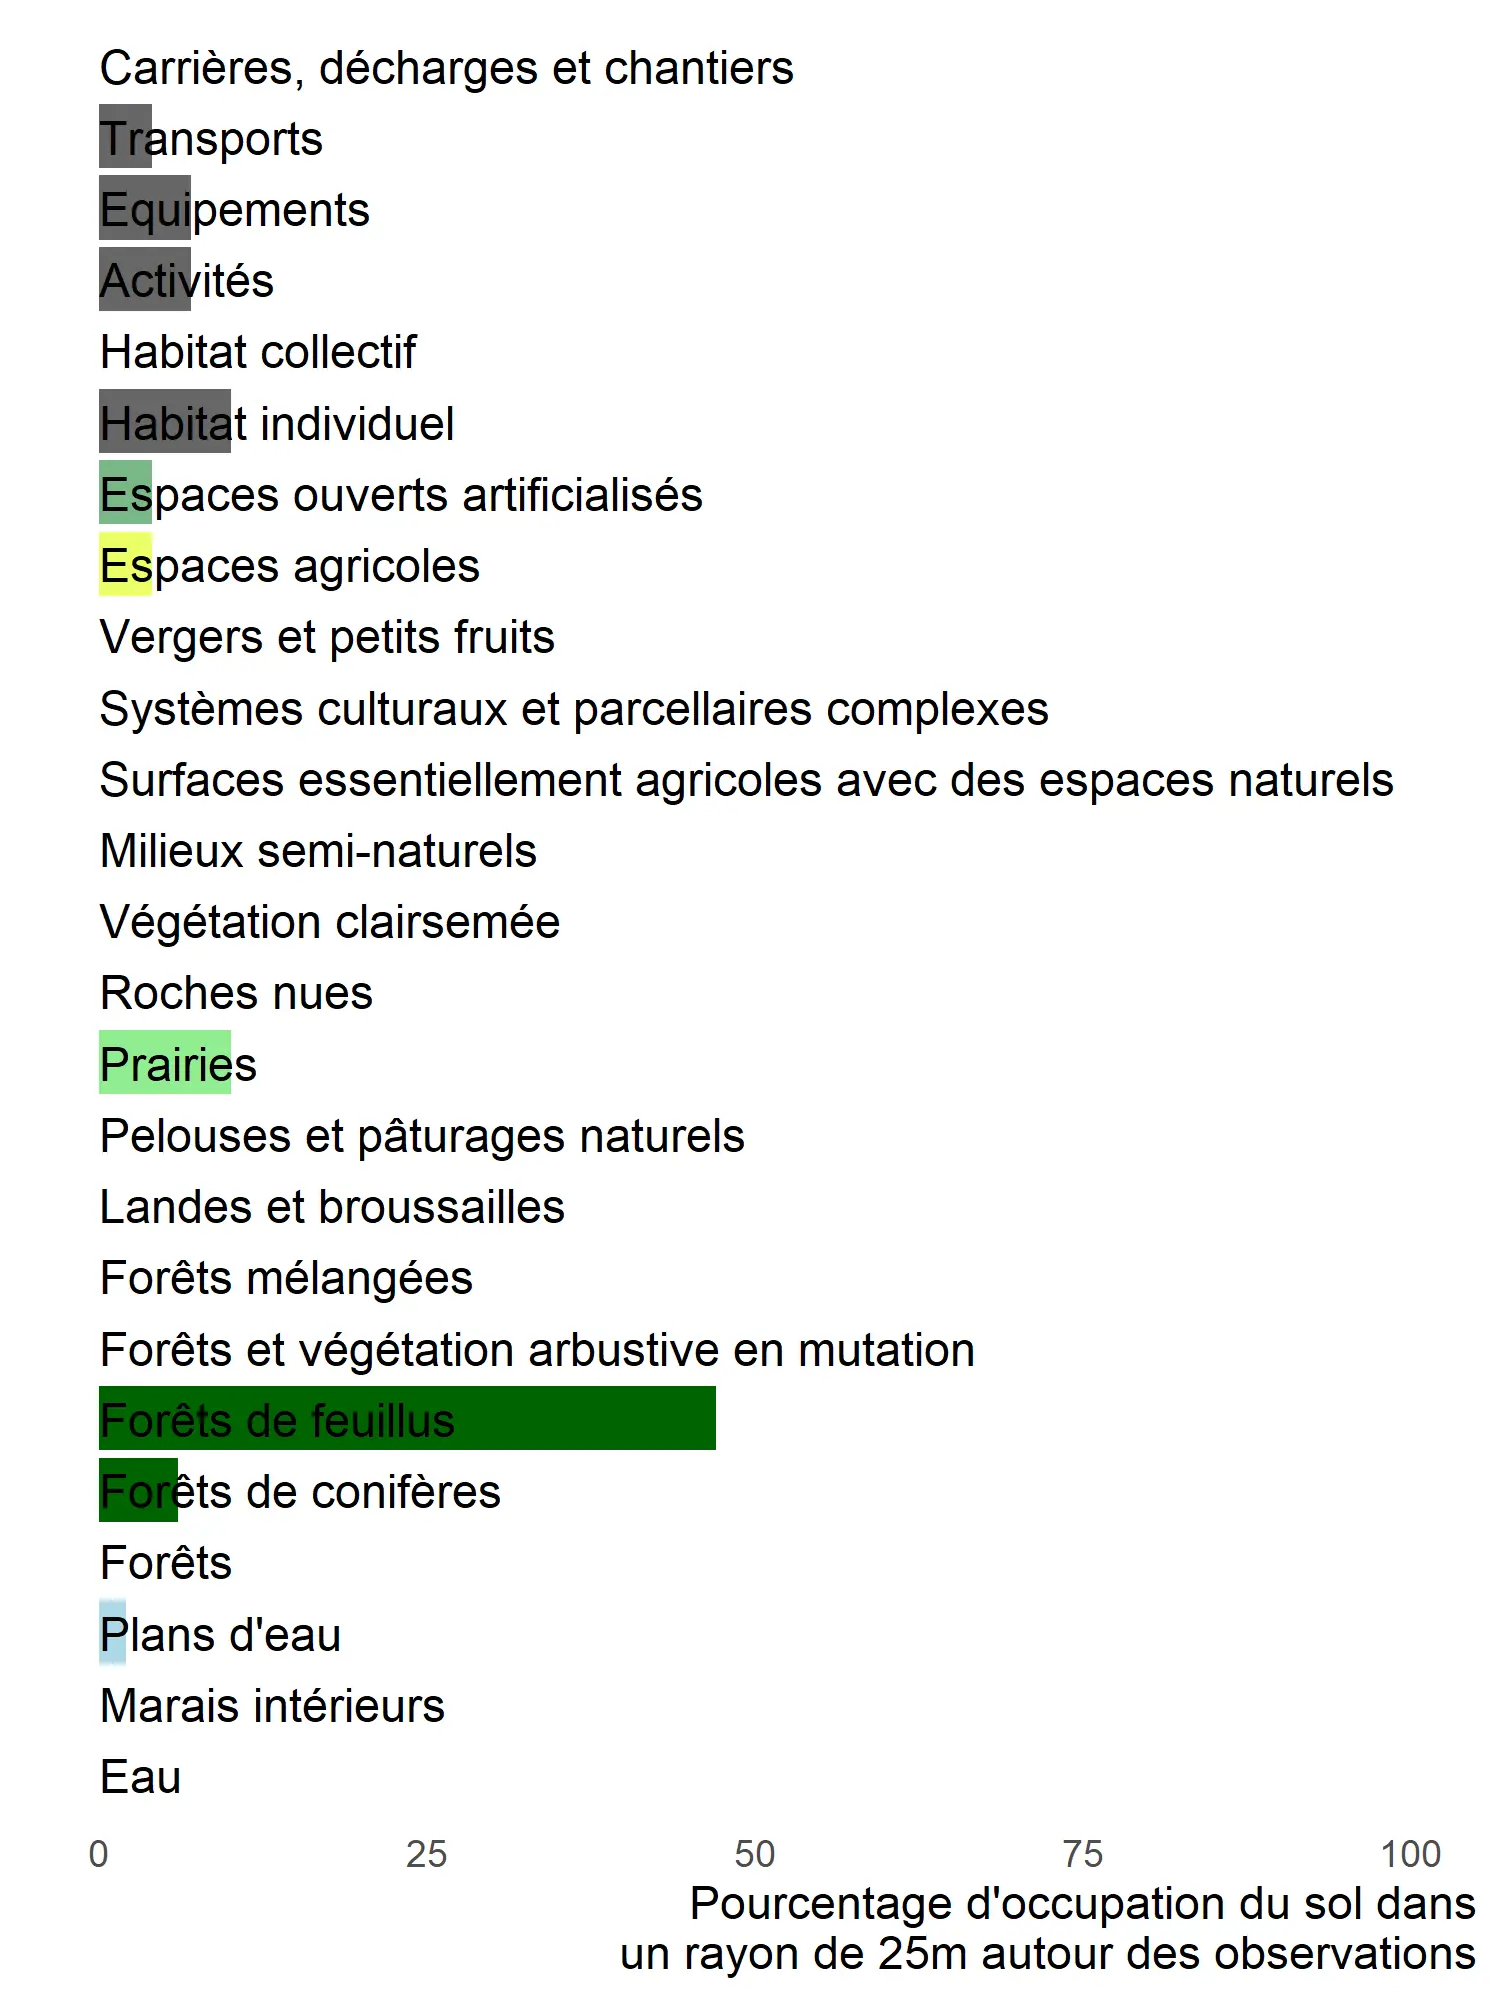 Carrières, décharges et chantiers
Transports
Equipements
Activités
Habitat collectif
Habitat individuel
Espaces ouverts artificialisés
Espaces agricoles
Vergers et petits fruits
Systèmes culturaux et parcellaires complexes
Surfaces essentiellement agricoles avec des espaces naturels
Milieux semi-naturels
Végétation clairsemée
Roches nues
Prairies
Pelouses et pâturages naturels
Landes et broussailles
Forêts mélangées
Forêts et végétation arbustive en mutation
Forêts de feuillus
Forêts de conifères
Forêts
Plans d'eau
Marais intérieurs
Eau
0 25 50 75 100
Pourcentage d'occupation du sol dans
un rayon de 25m autour des observations